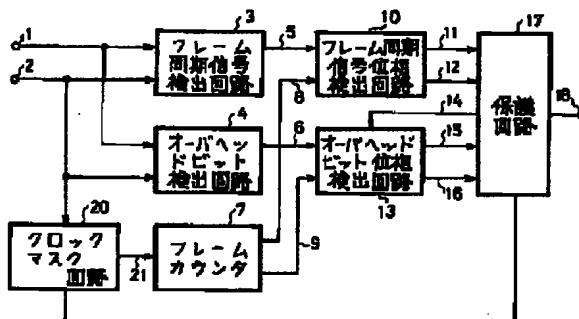 1
2
3
フレーム
同期信号
検出回路
5
10
フレーム同期
信号位相
検出回路
11
12
17
保護
回路
18
8
4
オーバヘッ
ドビット
検出回路
6
オーバヘッド
ビット位相
検出回路
13
14
15
16
20
クロック
マスク
回路
21
7
フレーム
カウンタ
9